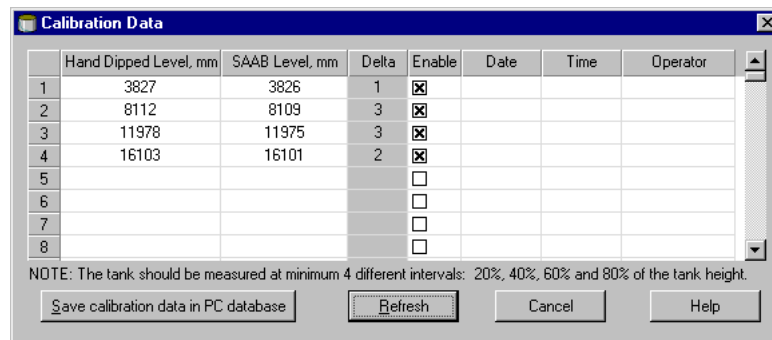 Calibration Data
Hand Dipped Level, mm SAAB Level, mm Delta Enable Date Time Operator
1 3827 3826 1
2 8112 8109 3
3 11978 11975 3
4 16103 16101 2
5
6
7
8
NOTE: The tank should be measured at minimum 4 different intervals: 20%, 40%, 60% and 80% of the tank height.
Save calibration data in PC database Refresh Cancel Help